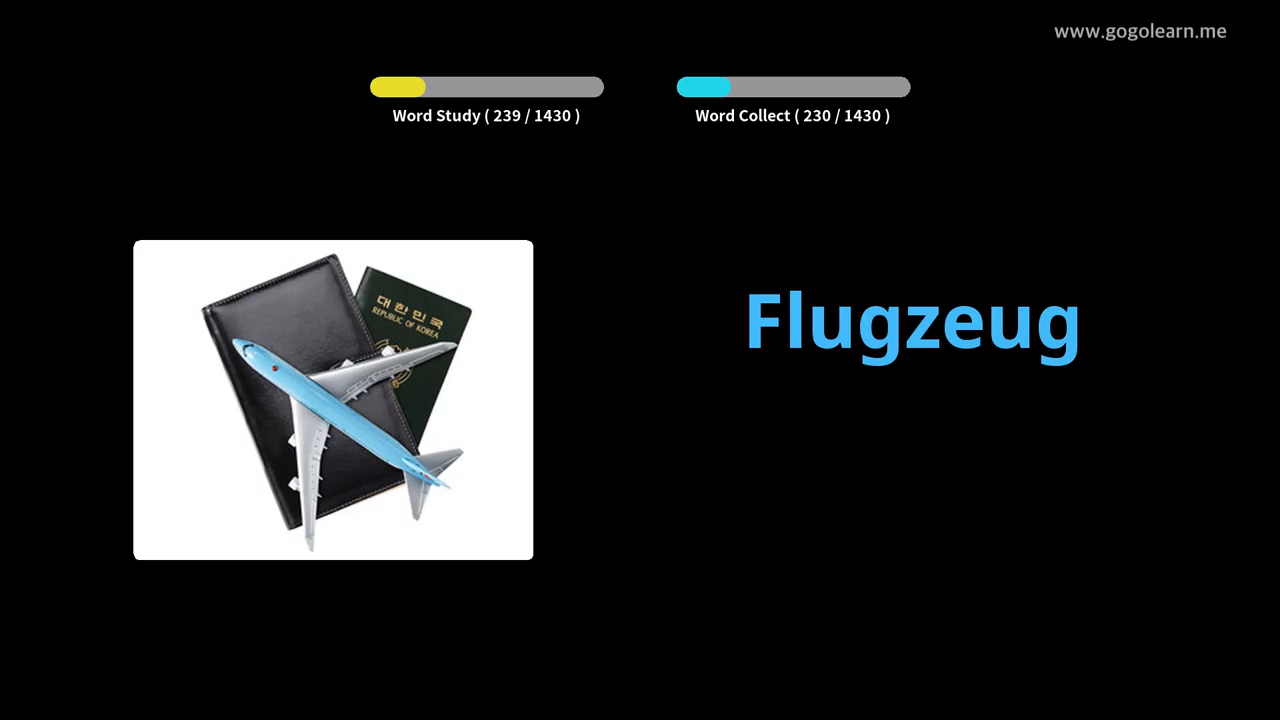 www.gogolearn.me
Word Study ( 239 / 1430 )
Word Collect ( 230 / 1430 )
대한민국
REPUBLIC OF KOREA
Flugzeug